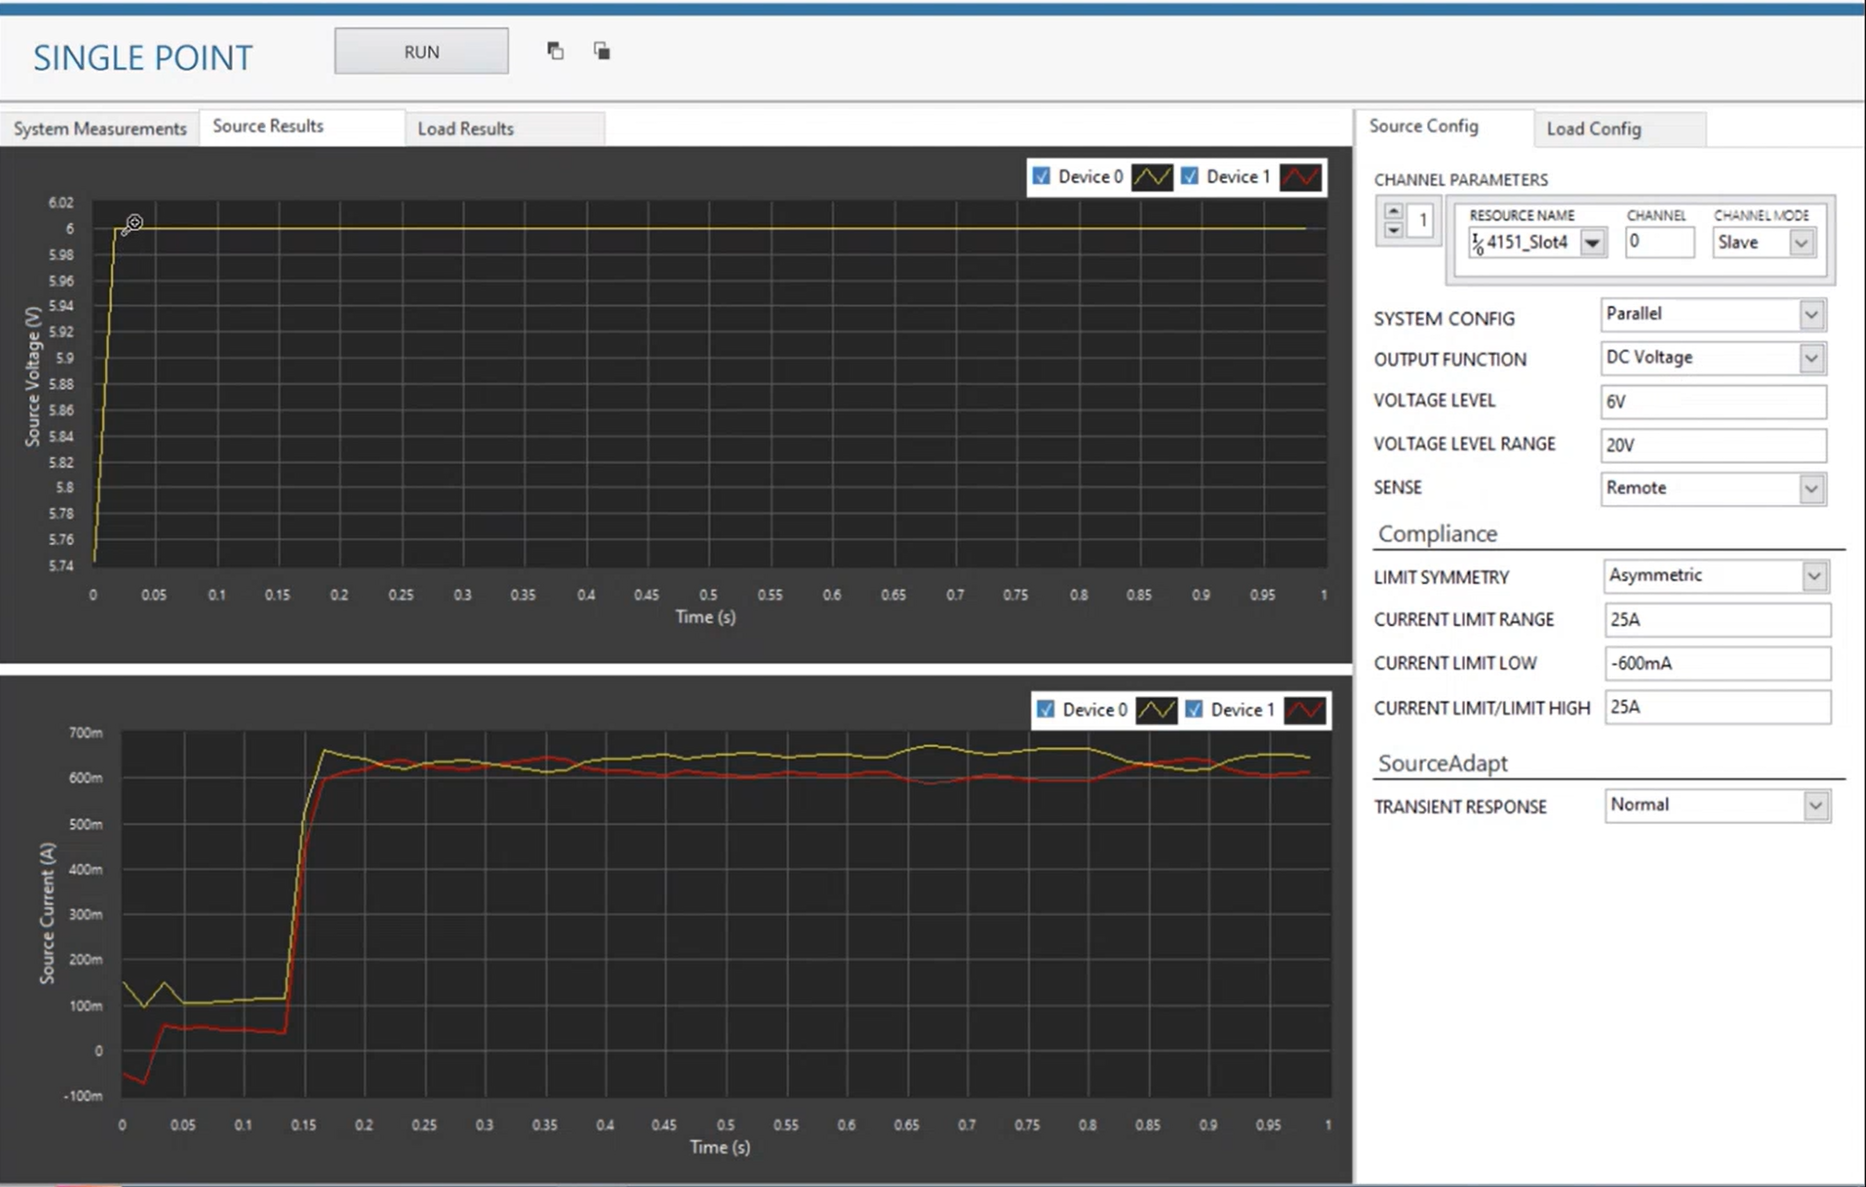 SINGLE POINT
RUN
System Measurements
Source Results
Load Results
Device 0
Device 1
6.02
6
5.98
5.96
5.94
5.92
5.9
5.88
5.86
5.84
5.82
5.8
5.78
5.76
5.74
Source Voltage (V)
0 0.05 0.1 0.15 0.2 0.25 0.3 0.35 0.4 0.45 0.5 0.55 0.6 0.65 0.7 0.75 0.8 0.85 0.9 0.95 1
Time (s)
Device 0
Device 1
700m
600m
500m
400m
300m
200m
100m
0
-100m
Source Current (A)
0 0.05 0.1 0.15 0.2 0.25 0.3 0.35 0.4 0.45 0.5 0.55 0.6 0.65 0.7 0.75 0.8 0.85 0.9 0.95 1
Time (s)
Source Config
Load Config
CHANNEL PARAMETERS
1
RESOURCE NAME
CHANNEL
CHANNEL MODE
I/0 4151_Slot4
0
Slave
SYSTEM CONFIG
Parallel
OUTPUT FUNCTION
DC Voltage
VOLTAGE LEVEL
6V
VOLTAGE LEVEL RANGE
20V
SENSE
Remote
Compliance
LIMIT SYMMETRY
Asymmetric
CURRENT LIMIT RANGE
25A
CURRENT LIMIT LOW
-600mA
CURRENT LIMIT/LIMIT HIGH
25A
SourceAdapt
TRANSIENT RESPONSE
Normal